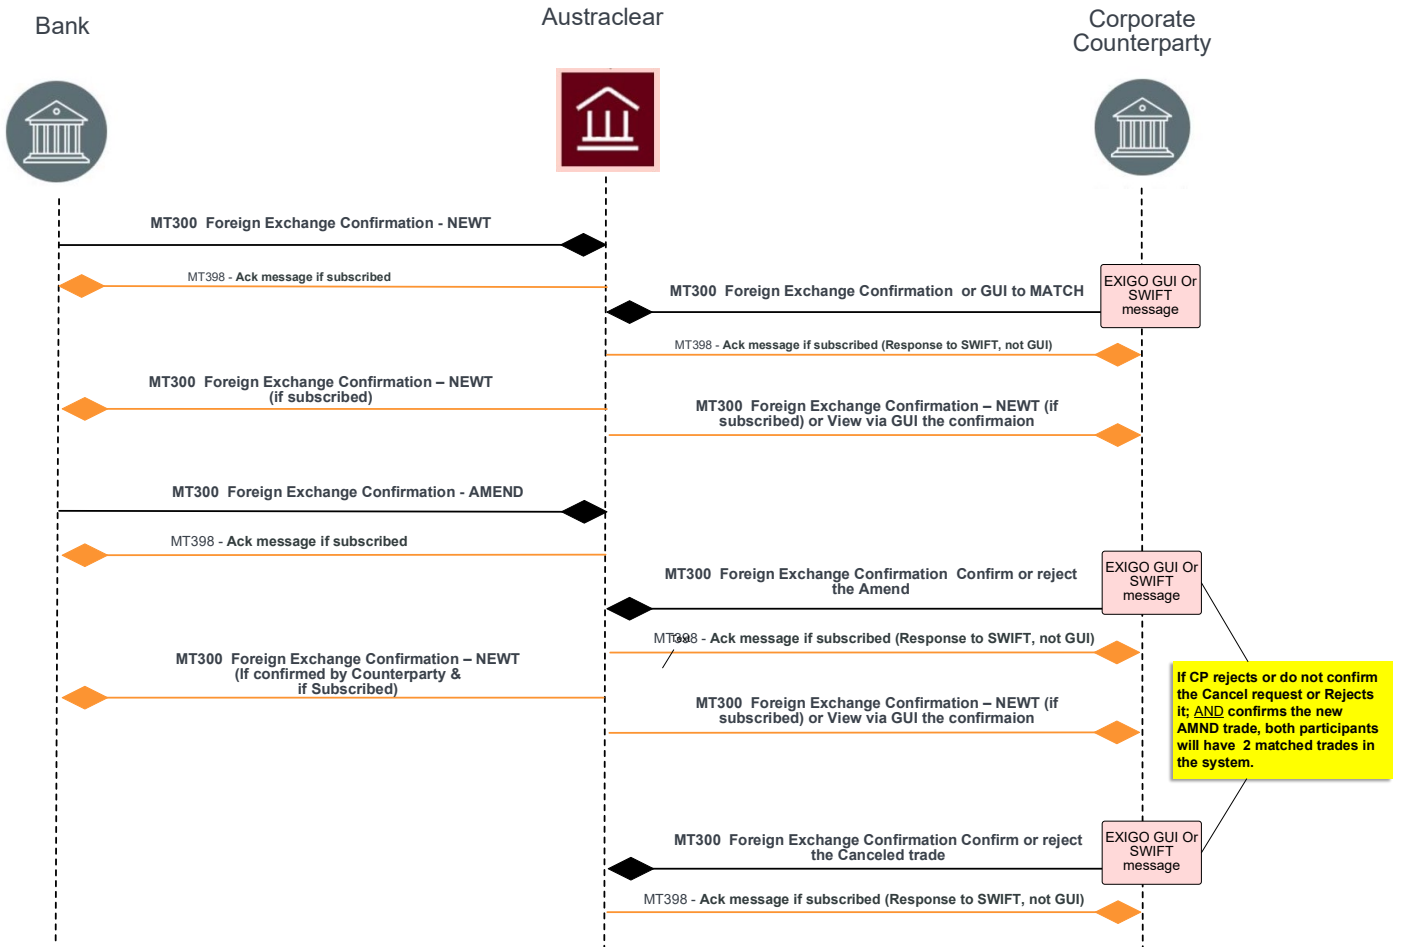 Bank
Austraclear
Corporate
Counterparty
MT300  Foreign Exchange Confirmation - NEWT
MT398 - Ack message if subscribed
EXIGO GUI Or
SWIFT
message
MT300  Foreign Exchange Confirmation  or GUI to MATCH
MT398 - Ack message if subscribed (Response to SWIFT, not GUI)
MT300  Foreign Exchange Confirmation – NEWT
(if subscribed)
MT300  Foreign Exchange Confirmation – NEWT (if
subscribed) or View via GUI the confirmaion
MT300  Foreign Exchange Confirmation - AMEND
MT398 - Ack message if subscribed
EXIGO GUI Or
SWIFT
message
MT300  Foreign Exchange Confirmation  Confirm or reject
the Amend
MT398 - Ack message if subscribed (Response to SWIFT, not GUI)
Text
MT300  Foreign Exchange Confirmation – NEWT
(If confirmed by Counterparty &
if Subscribed)
MT300  Foreign Exchange Confirmation – NEWT (if
subscribed) or View via GUI the confirmaion
If CP rejects or do not confirm
the Cancel request or Rejects
it; AND confirms the new
AMND trade, both participants
will have  2 matched trades in
the system.
EXIGO GUI Or
SWIFT
message
MT300  Foreign Exchange Confirmation Confirm or reject
the Canceled trade
MT398 - Ack message if subscribed (Response to SWIFT, not GUI)